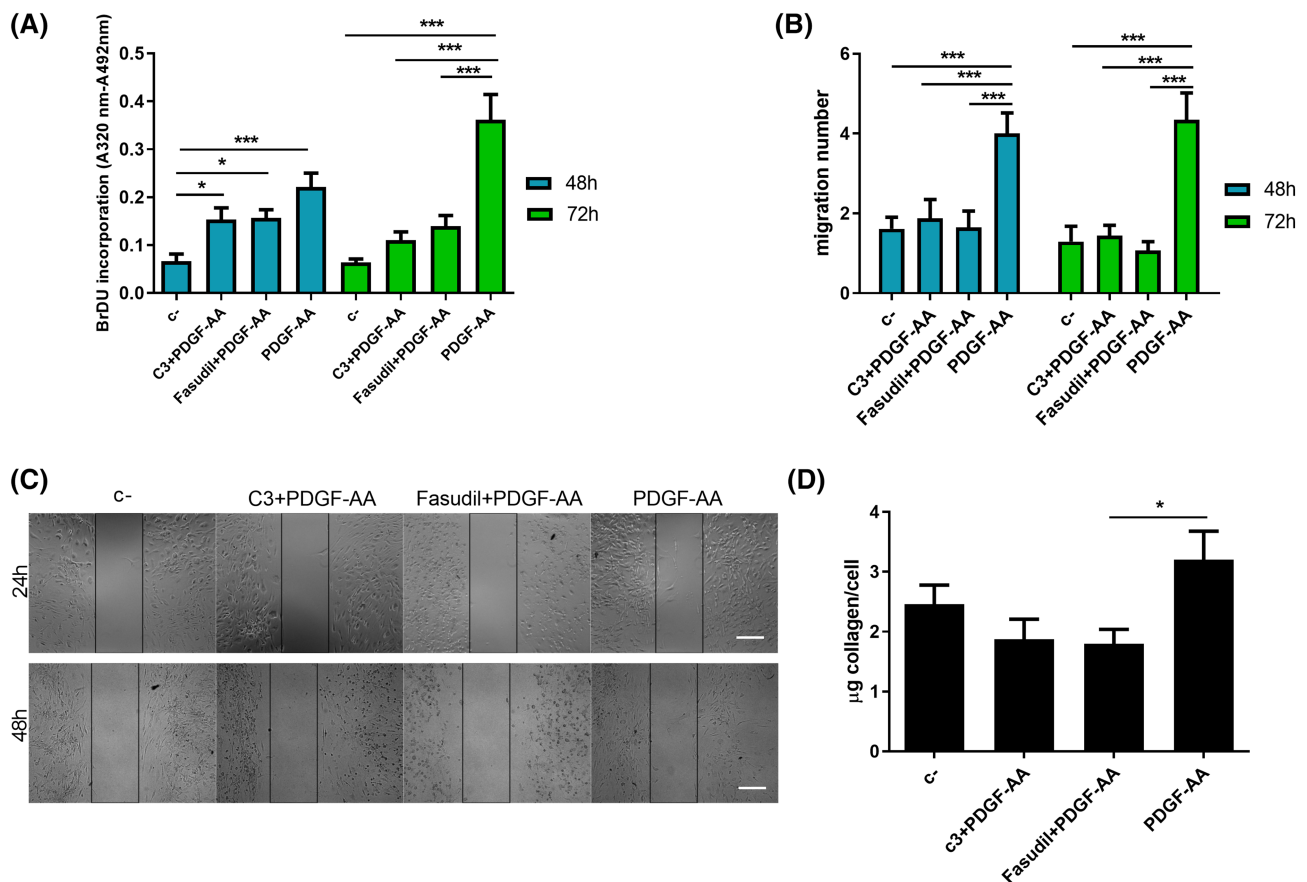 (A)
BrDU incorporation (A320 nm-A492nm)
0.5
0.4
0.3
0.2
0.1
0.0
***
*
*
***
***
***
c-
C3+PDGF-AA
Fasudil+PDGF-AA
PDGF-AA
c-
C3+PDGF-AA
Fasudil+PDGF-AA
PDGF-AA
48h
72h
(B)
migration number
6
4
2
0
***
***
***
***
***
***
c-
C3+PDGF-AA
Fasudil+PDGF-AA
PDGF-AA
c-
C3+PDGF-AA
Fasudil+PDGF-AA
PDGF-AA
48h
72h
(C)
c- C3+PDGF-AA Fasudil+PDGF-AA PDGF-AA
24h
48h
(D)
µg collagen/cell
4
3
2
1
0
*
c-
c3+PDGF-AA
Fasudil+PDGF-AA
PDGF-AA